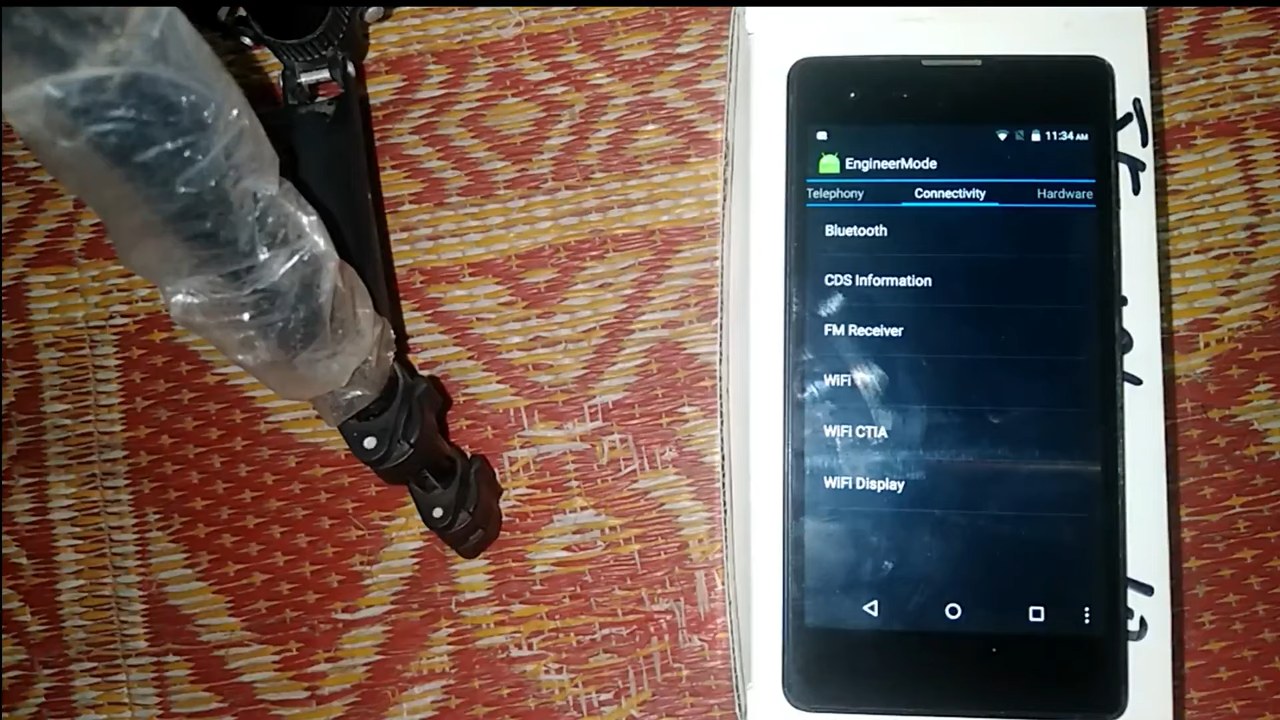 11:34 AM
EngineerMode
Telephony Connectivity Hardware
Bluetooth
CDS Information
FM Receiver
WiFi
WiFi CTIA
WiFi Display